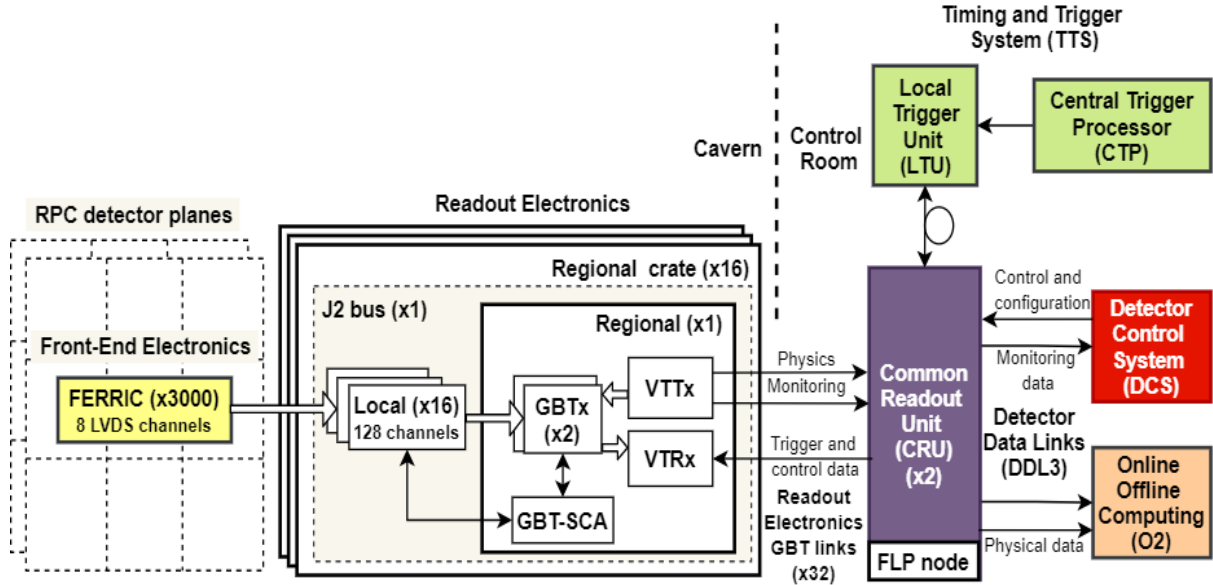 Timing and Trigger
System (TTS)
Local
Trigger
Unit
(LTU)
Central Trigger
Processor
(CTP)
Cavern
Control
Room
RPC detector planes
Readout Electronics
Regional crate (x16)
J2 bus (x1)
Regional (x1)
Front-End Electronics
FERRIC (x3000)
8 LVDS channels
Local (x16)
128 channels
GBTx
(x2)
VTTx
VTRx
GBT-SCA
Physics
Monitoring
Trigger and
control data
Readout
Electronics
GBT links
(x32)
Common
Readout
Unit
(CRU)
(x2)
FLP node
Control and
configuration
Monitoring
data
Detector
Control
System
(DCS)
Detector
Data Links
(DDL3)
Physical data
Online
Offline
Computing
(O2)